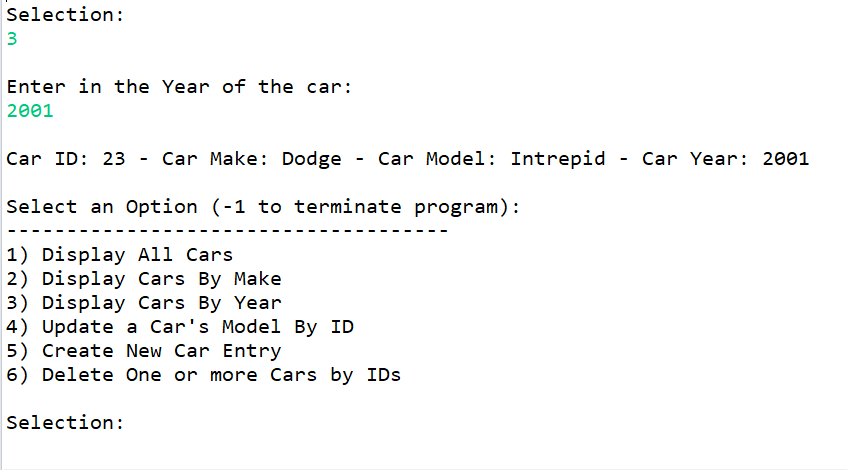 Selection:
3
Enter in the Year of the car:
2001
Car ID: 23 - Car Make: Dodge - Car Model: Intrepid - Car Year: 2001
Select an Option (-1 to terminate program):
-------------------------------------
1) Display All Cars
2) Display Cars By Make
3) Display Cars By Year
4) Update a Car's Model By ID
5) Create New Car Entry
6) Delete One or more Cars by IDs
Selection: